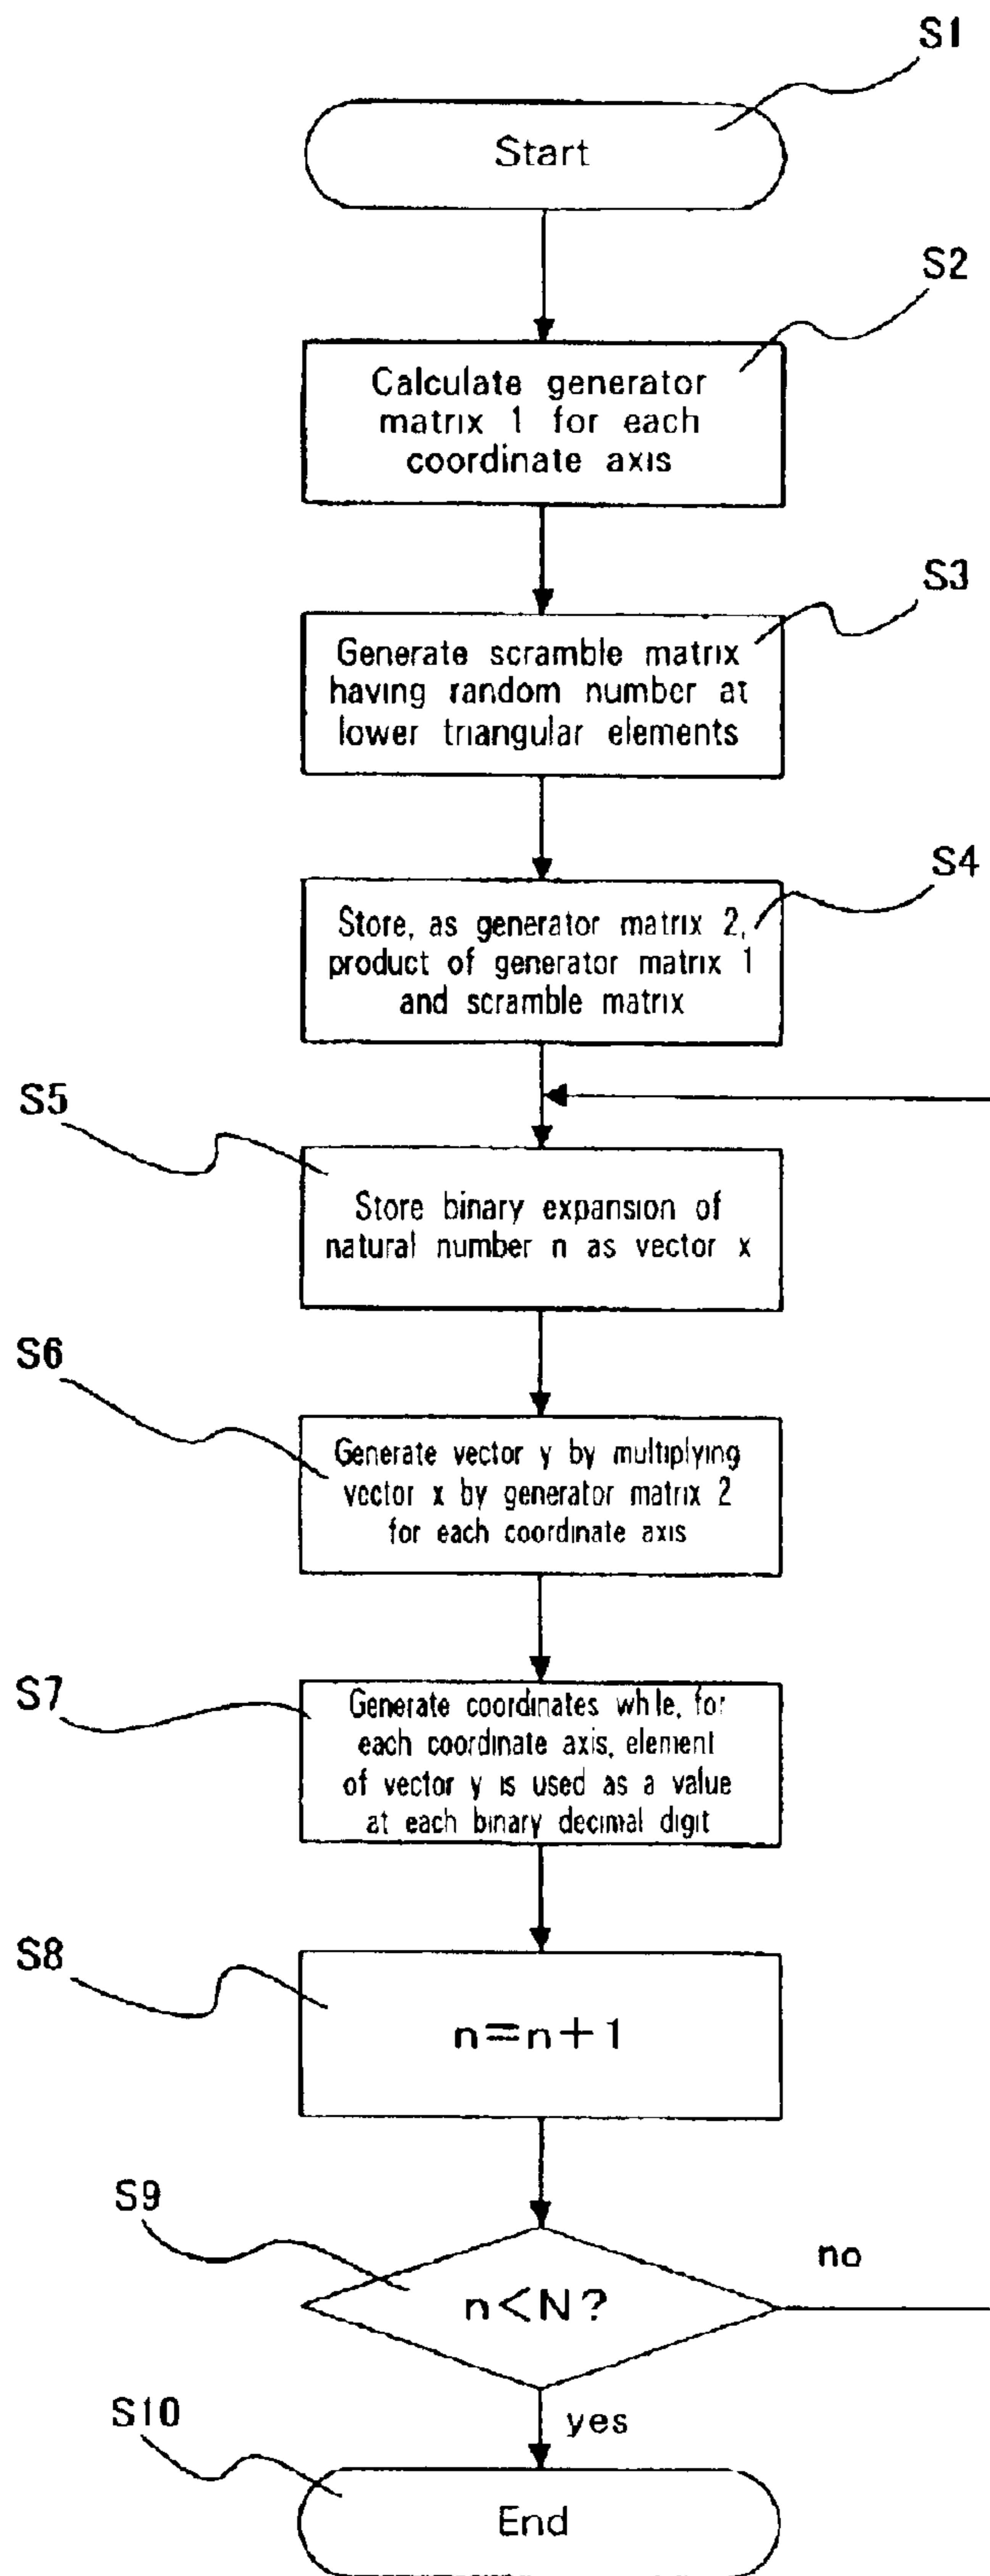 S1
Start
S2
Calculate generator
matrix 1 for each
coordinate axis
S3
Generate scramble matrix
having random number at
lower triangular elements
S4
Store, as generator matrix 2,
product of generator matrix 1
and scramble matrix
S5
Store binary expansion of
natural number n as vector x
S6
Generate vector y by multiplying
vector x by generator matrix 2
for each coordinate axis
S7
Generate coordinates while, for
each coordinate axis, element
of vector y is used as a value
at each binary decimal digit
S8
n=n+1
S9
n<N?
no
yes
S10
End